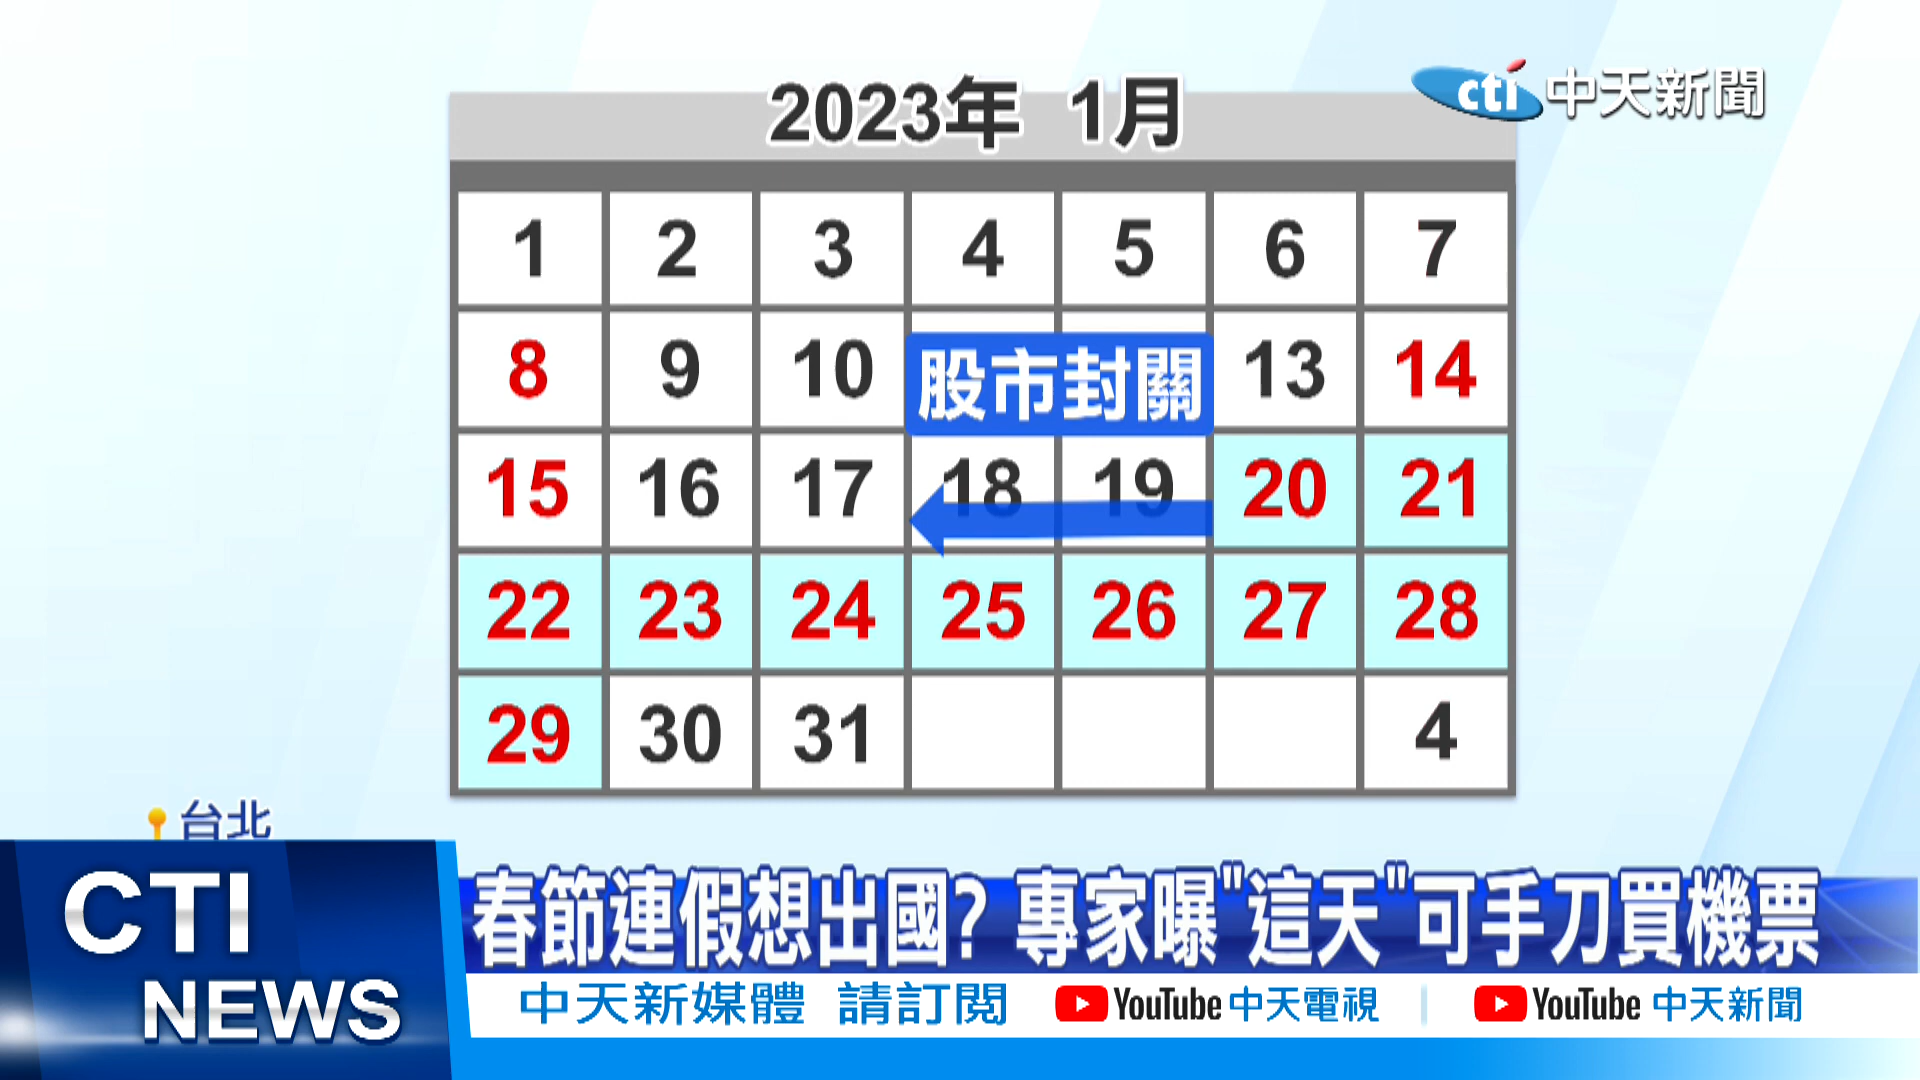 2023年 1月
cti 中天新聞
1 2 3 4 5 6 7
8 9 10 股市封關 13 14
15 16 17 18 19 20 21
22 23 24 25 26 27 28
29 30 31 4
台北
CTI
NEWS
春節連假想出國? 專家曝"這天"可手刀買機票
中天新媒體 請訂閱 YouTube 中天電視 | YouTube 中天新聞